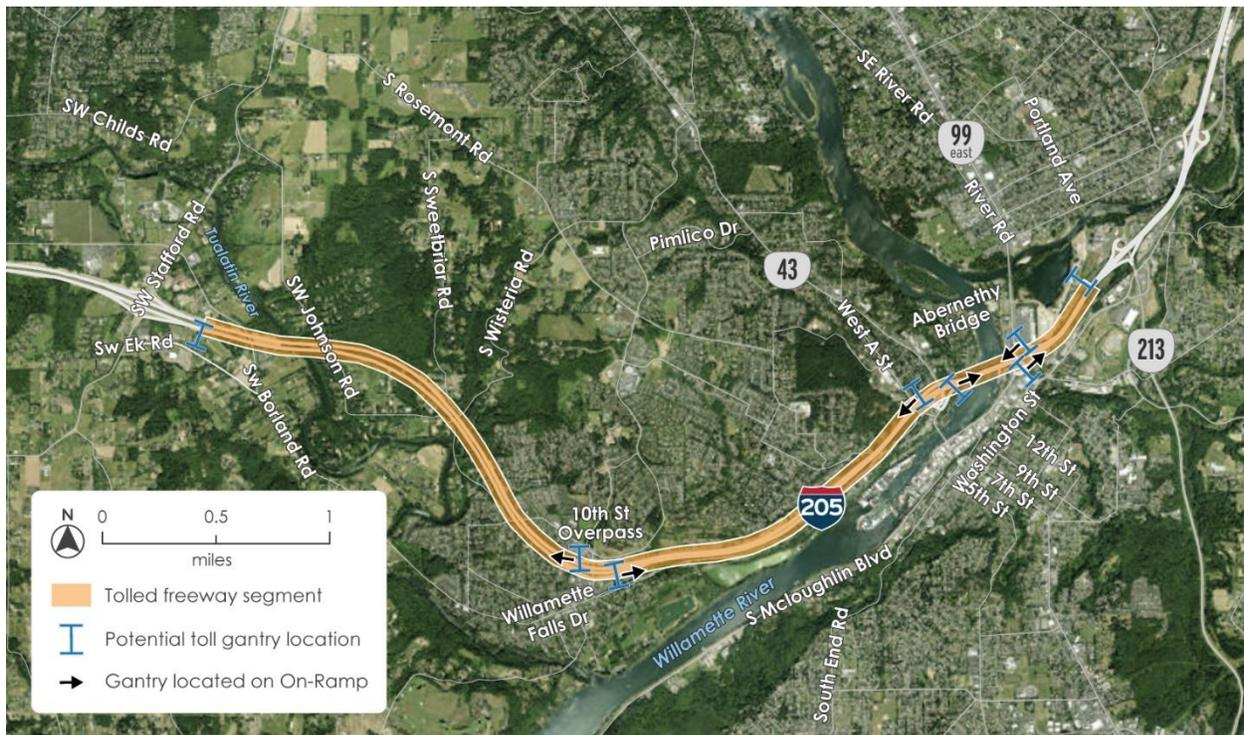 SW Childs Rd
S Rosemont Rd
SE River Rd
99
east
Portland Ave
River Rd
SW Stafford Rd
Tualatin River
S Sweetbriar Rd
S Wisteria Rd
Pimlico Dr
43
SW Johnson Rd
Sw Ek Rd
Sw Borland Rd
West A St
Abernethy
Bridge
213
Washington St
12th St
9th St
7th St
5th St
205
10th St
Overpass
Willamette
Falls Dr
Willamette River
S Mcloughlin Blvd
South End Rd
N
0 0.5 1
miles
Tolled freeway segment
Potential toll gantry location
Gantry located on On-Ramp